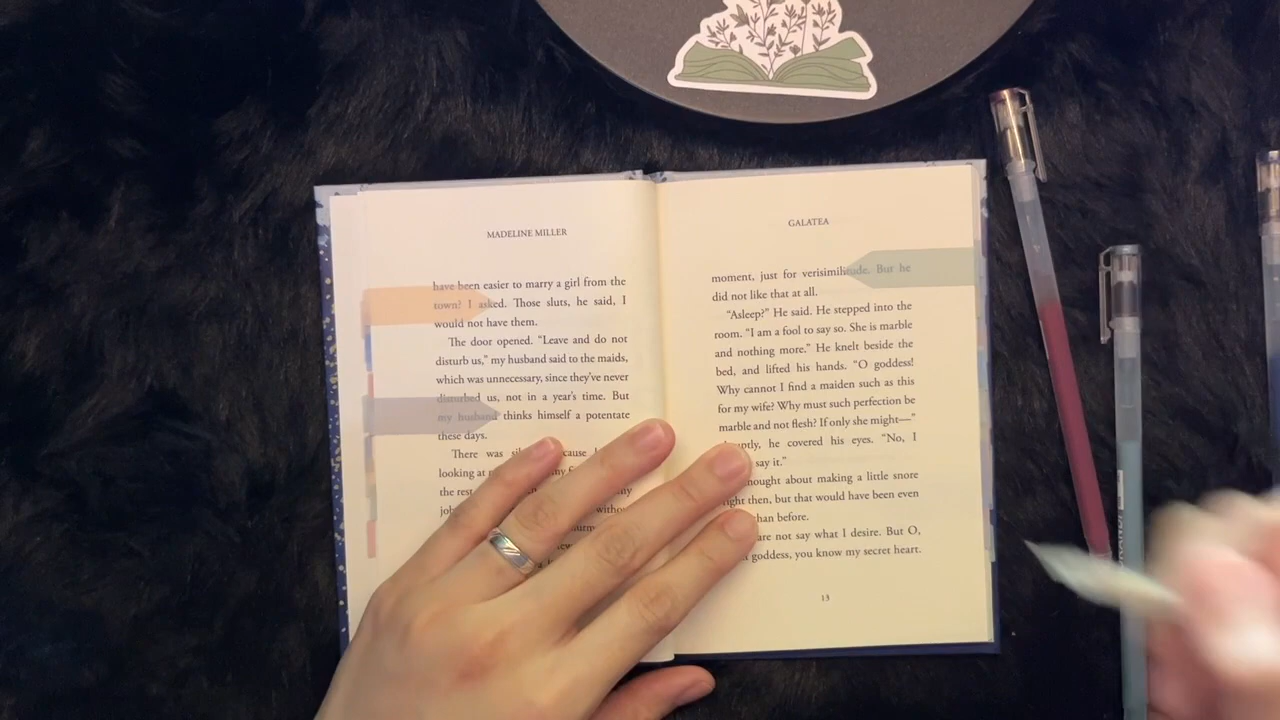 MADELINE MILLER
have been easier to marry a girl from the
town? I asked. Those sluts, he said, I
would not have them.
The door opened. “Leave and do not
disturb us,” my husband said to the maids,
which was unnecessary, since they’ve never
disturbed us, not in a year’s time. But
my husband thinks himself a potentate
these days.
There was
looking at
the rest
GALATEA
moment, just for verisimilitude. But he
did not like that at all.
“Asleep?” He said. He stepped into the
room. “I am a fool to say so. She is marble
and nothing more.” He knelt beside the
bed, and lifted his hands. “O goddess!
Why cannot I find a maiden such as this
for my wife? Why must such perfection be
marble and not flesh? If only she might—”
he covered his eyes. “No, I
say it.”
thought about making a little snore
right then, but that would have been even
than before.
not say what I desire. But O,
goddess, you know my secret heart.
13